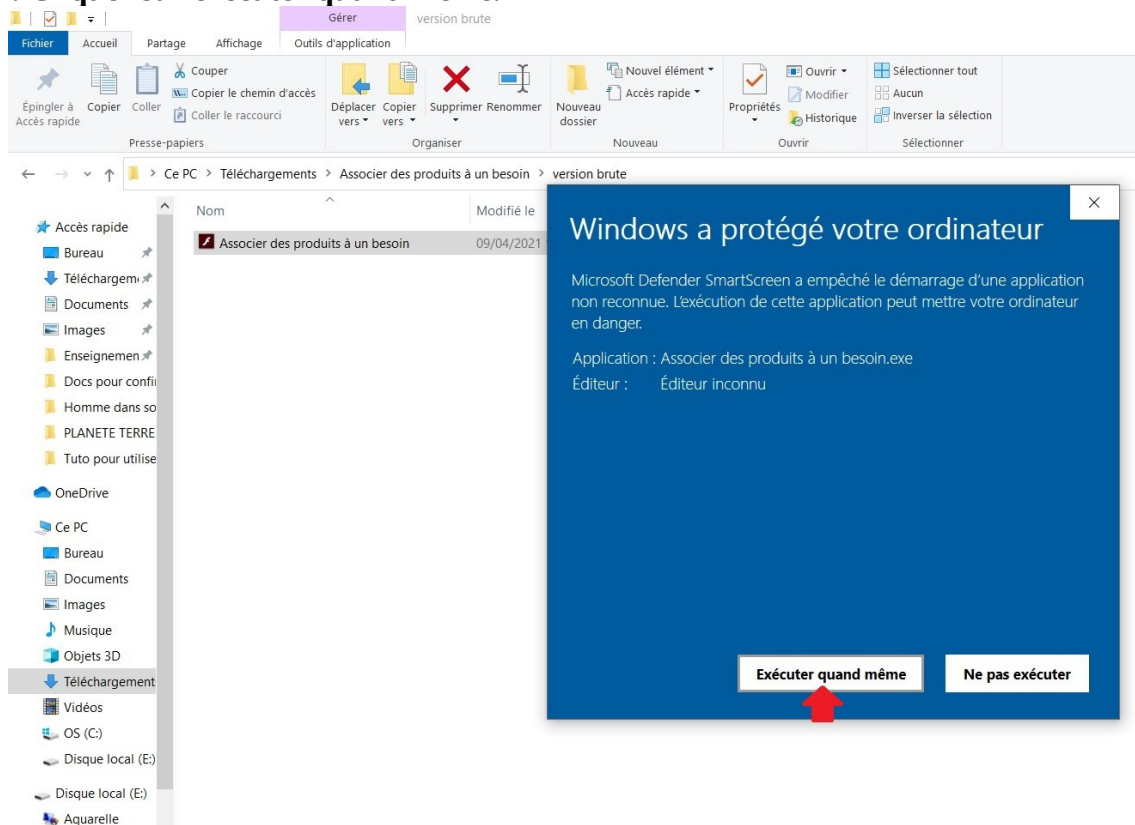 Gérer
version brute
Fichier
Accueil
Partage
Affichage
Outils d'application
Épingler à
Accès rapide
Copier
Coller
Couper
Copier le chemin d'accès
Coller le raccourci
Presse-papiers
Déplacer
vers
Copier
vers
Supprimer
Renommer
Organiser
Nouveau
dossier
Nouvel élément
Accès rapide
Nouveau
Propriétés
Ouvrir
Modifier
Historique
Ouvrir
Sélectionner tout
Aucun
Inverser la sélection
Sélectionner
Ce PC > Téléchargements > Associer des produits à un besoin > version brute
Nom
Modifié le
Associer des produits à un besoin
09/04/2021
Accès rapide
Bureau
Téléchargem
Documents
Images
Enseignemen
Docs pour confi
Homme dans so
PLANETE TERRE
Tuto pour utilise
OneDrive
Ce PC
Bureau
Documents
Images
Musique
Objets 3D
Téléchargement
Vidéos
OS (C:)
Disque local (E:)
Disque local (E:)
Aquarelle
Windows a protégé votre ordinateur
Microsoft Defender SmartScreen a empêché le démarrage d'une application
non reconnue. L'exécution de cette application peut mettre votre ordinateur
en danger.
Application : Associer des produits à un besoin.exe
Éditeur : Éditeur inconnu
Exécuter quand même
Ne pas exécuter